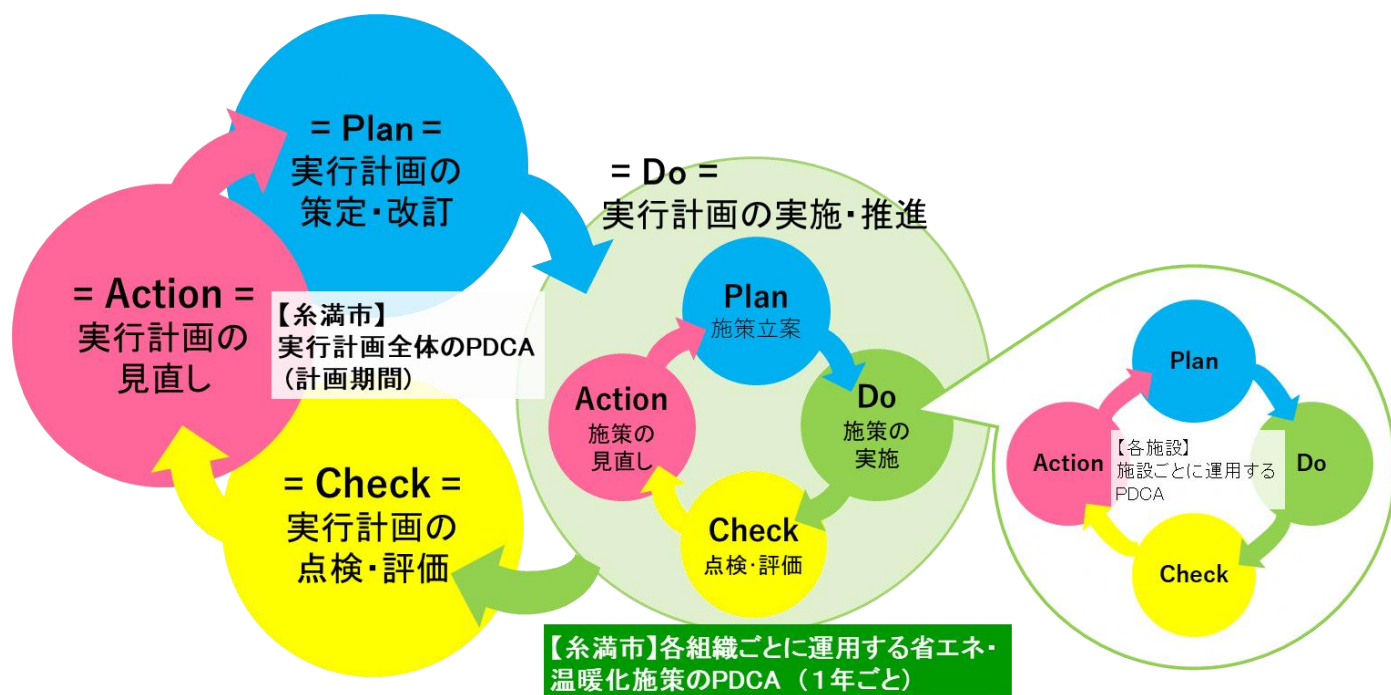 = Plan =
実行計画の
策定・改訂
= Action =
実行計画の
見直し
【糸満市】
実行計画全体のPDCA
（計画期間）
= Check =
実行計画の
点検・評価
= Do =
実行計画の実施・推進
Plan
施策立案
Action
施策の
見直し
Do
施策の
実施
Check
点検・評価
【糸満市】各組織ごとに運用する省エネ・
温暖化施策のPDCA （１年ごと）
Plan
Action
【各施設】
施設ごとに運用する
PDCA
Do
Check